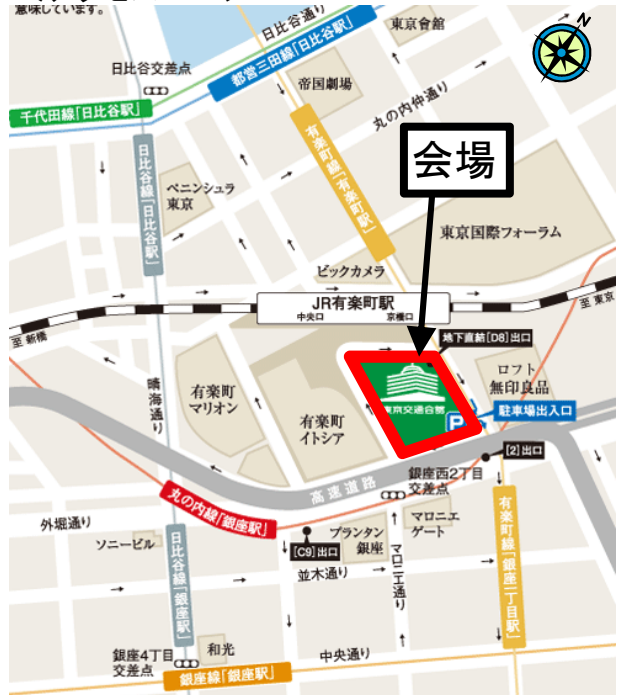 意味しています。
日比谷通り
東京會館
N
日比谷交差点
都営三田線「日比谷駅」
帝国劇場
千代田線「日比谷駅」
丸の内仲通り
有楽町線「有楽町駅」
会場
日比谷線「日比谷駅」
ペニンシュラ
東京
東京国際フォーラム
ビックカメラ
JR有楽町駅
中央口
京橋口
至 東京
至 新橋
地下直結[D8]出口
ロフト
無印良品
晴海通り
有楽町
マリオン
有楽町
イトシア
東京交通会館
P
駐車場出入口
[2]出口
高速道路
銀座西2丁目
交差点
丸の内線「銀座駅」
外堀通り
ソニービル
日比谷線「銀座駅」
[C9]出口
プランタン
銀座
マロニエ
ゲート
並木通り
マロニエ通り
有楽町線「銀座一丁目駅」
銀座4丁目
交差点
和光
中央通り
銀座線「銀座駅」